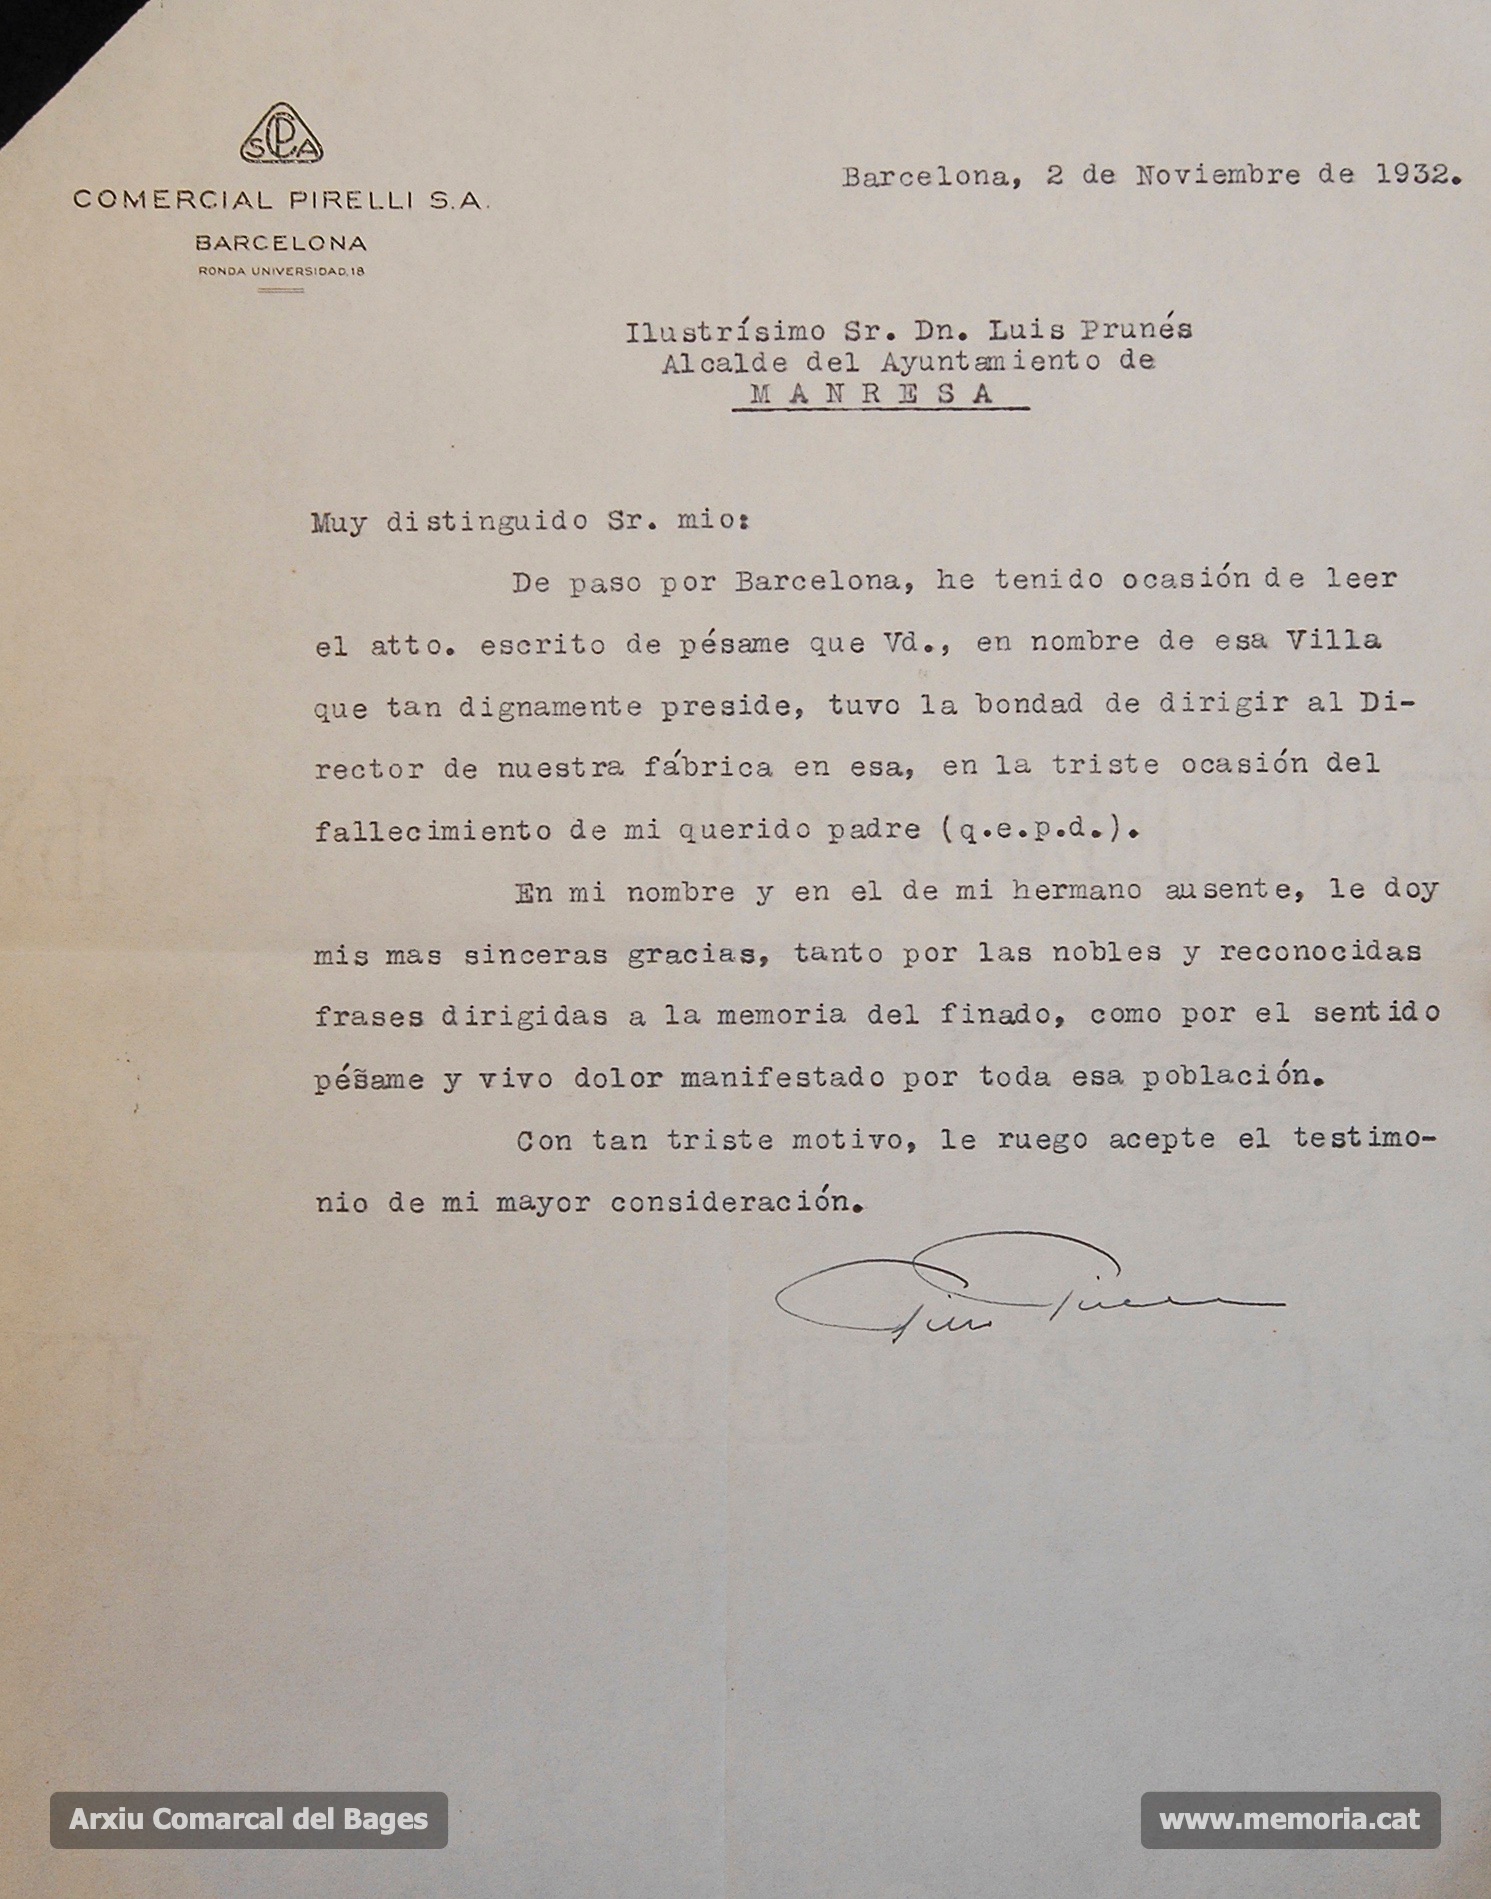 SCPA
COMERCIAL PIRELLI S.A.
BARCELONA
RONDA UNIVERSIDAD, 18
Barcelona, 2 de Noviembre de 1932.
Ilustrísimo Sr. Dn. Luis Prunés
Alcalde del Ayuntamiento de
MANRESA
Muy distinguido Sr. mio:
De paso por Barcelona, he tenido ocasión de leer
el atto. escrito de pésame que Vd., en nombre de esa Villa
que tan dignamente preside, tuvo la bondad de dirigir al Di-
rector de nuestra fábrica en esa, en la triste ocasión del
fallecimiento de mi querido padre (q.e.p.d.).
En mi nombre y en el de mi hermano ausente, le doy
mis mas sinceras gracias, tanto por las nobles y reconocidas
frases dirigidas a la memoria del finado, como por el sentido
pésame y vivo dolor manifestado por toda esa población.
Con tan triste motivo, le ruego acepte el testimo-
nio de mi mayor consideración.
Arxiu Comarcal del Bages
www.memoria.cat